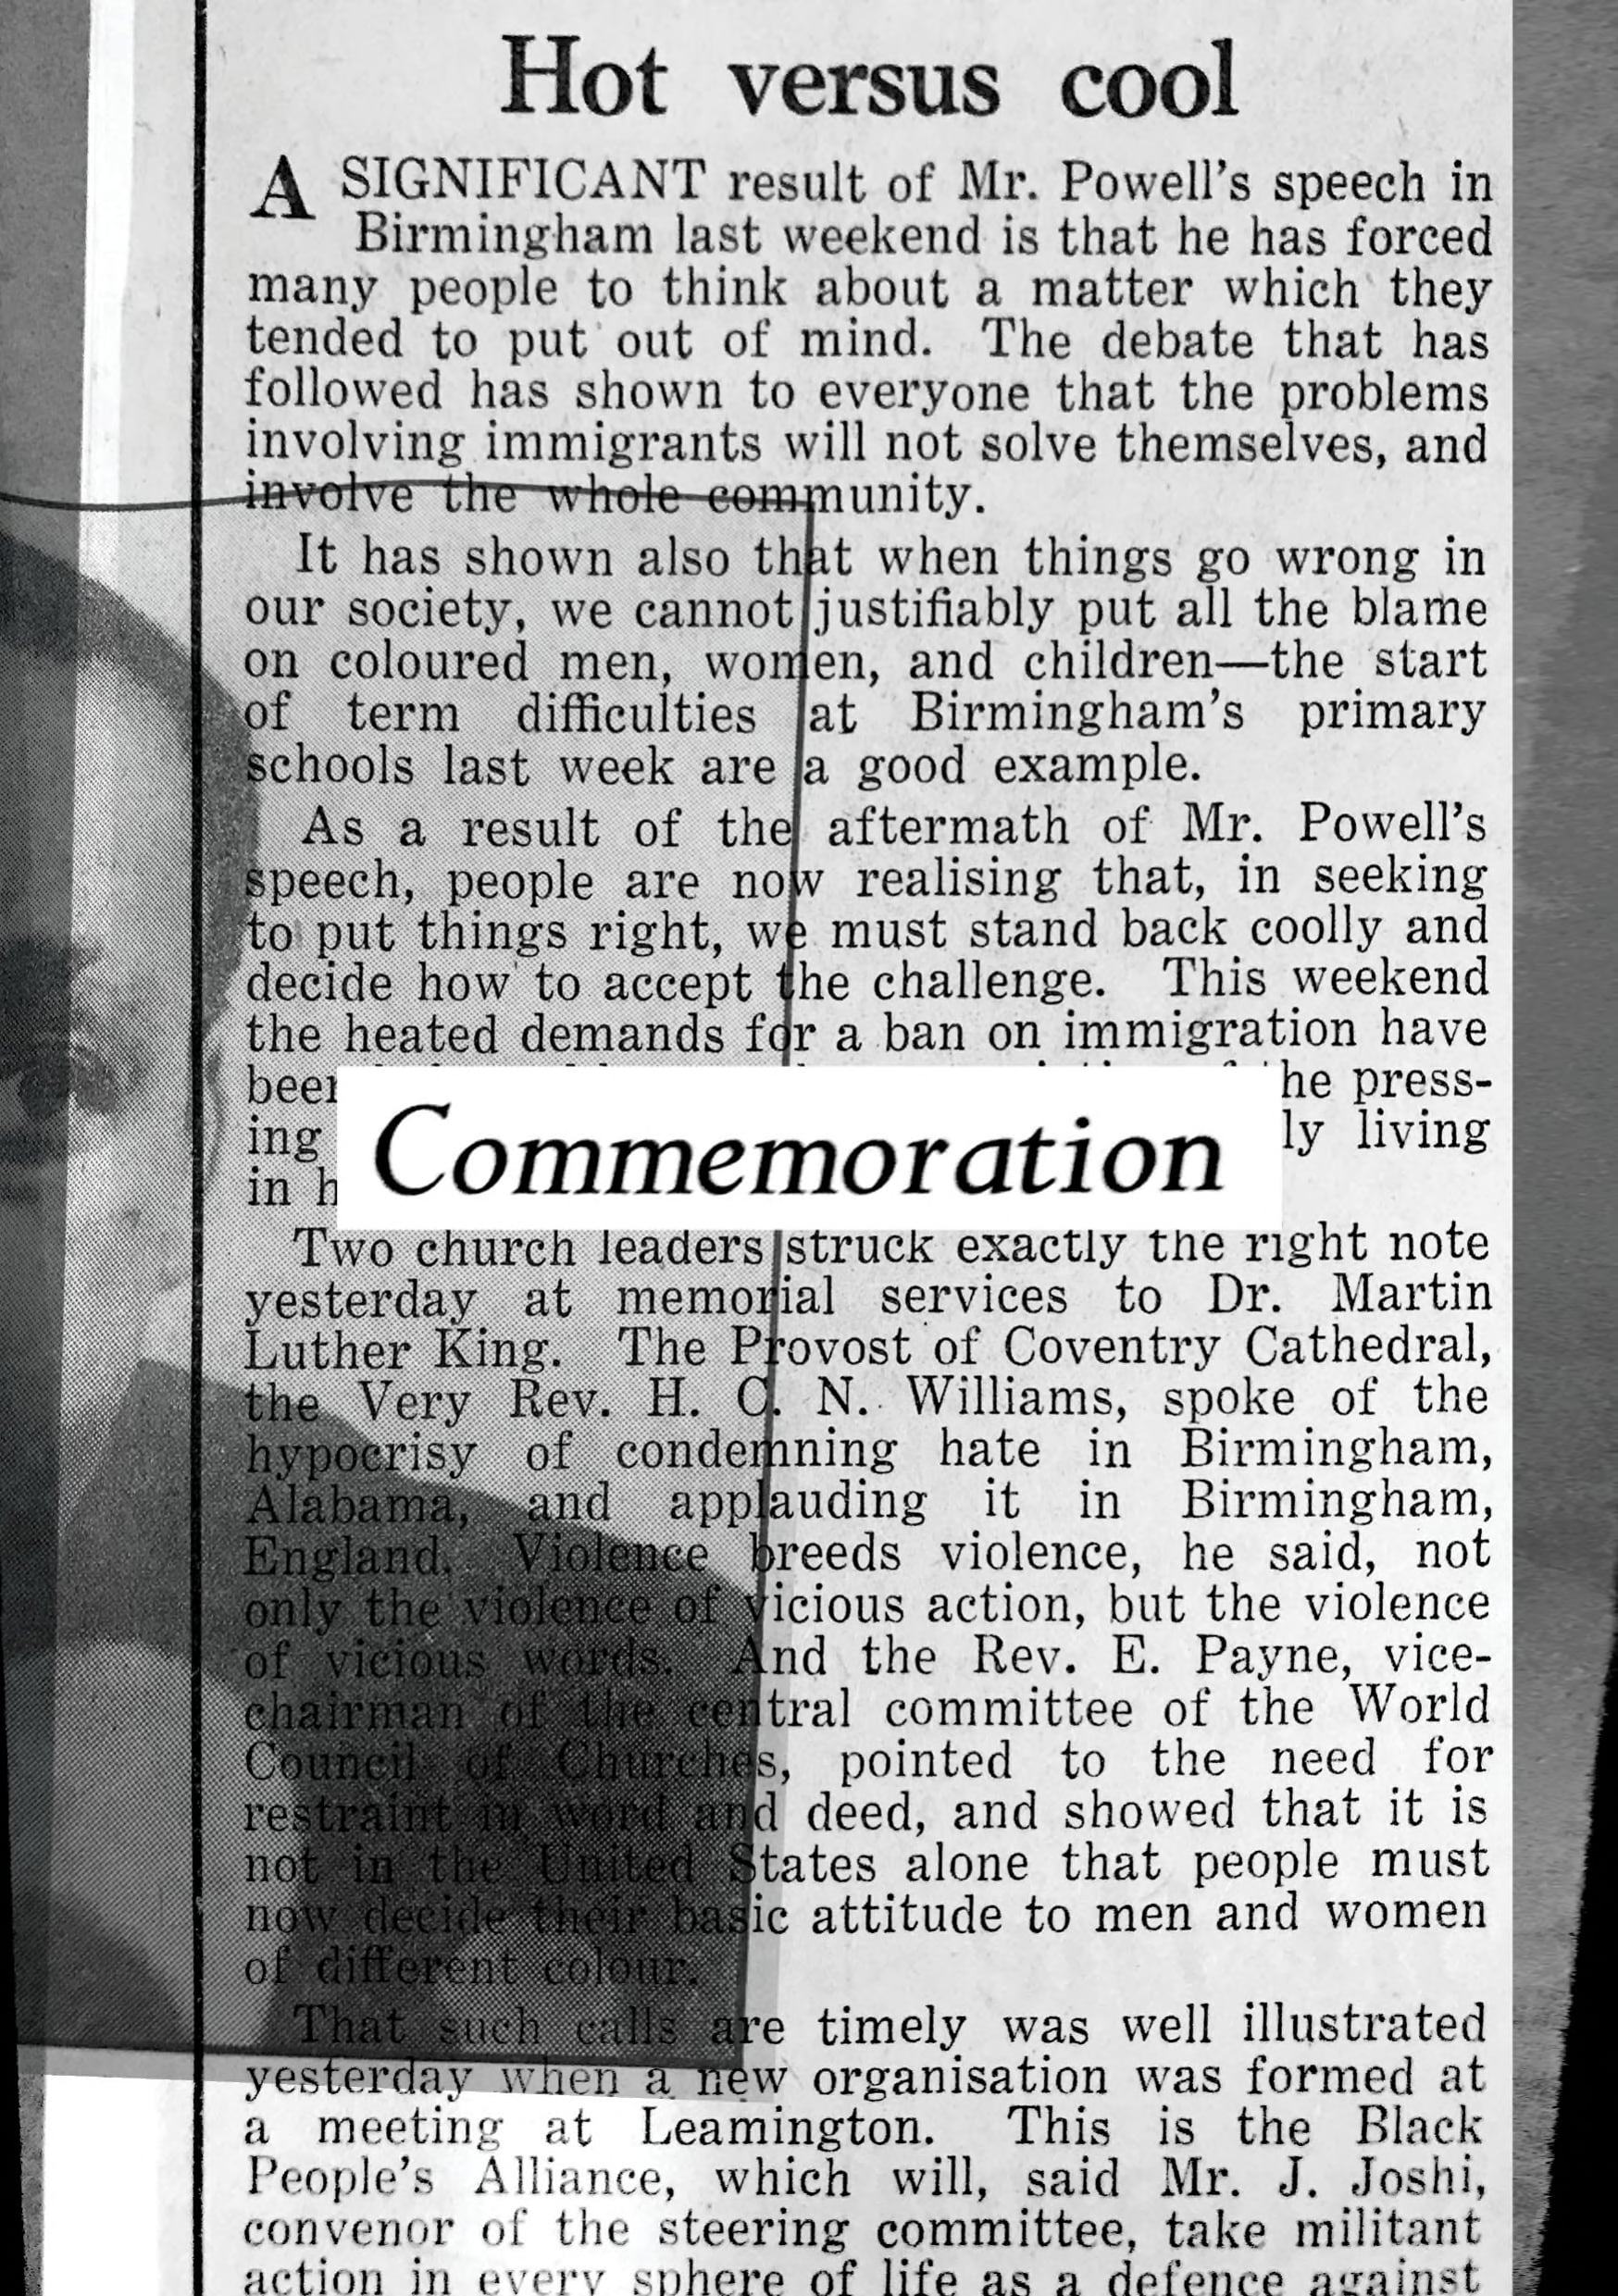 Hot versus cool
A SIGNIFICANT result of Mr. Powell's speech in
Birmingham last weekend is that he has forced
many people to think about a matter which they
tended to put out of mind. The debate that has
followed has shown to everyone that the problems
involving immigrants will not solve themselves, and
involve the whole community.
It has shown also that when things go wrong in
our society, we cannot justifiably put all the blame
on coloured men, women, and children—the start
of term difficulties at Birmingham's primary
schools last week are a good example.
As a result of the aftermath of Mr. Powell's
speech, people are now realising that, in seeking
to put things right, we must stand back coolly and
decide how to accept the challenge. This weekend
the heated demands for a ban on immigration have
press-
ing living
in
Commemoration
Two church leaders struck exactly the right note
yesterday at memorial services to Dr. Martin
Luther King. The Provost of Coventry Cathedral,
the Very Rev. H. C. N. Williams, spoke of the
hypocrisy of condemning hate in Birmingham,
Alabama, and applauding it in Birmingham,
England. Violence breeds violence, he said, not
only the violence of vicious action, but the violence
of vicious words. And the Rev. E. Payne, vice-
chairman of the central committee of the World
Council of Churches, pointed to the need for
restraint in word and deed, and showed that it is
not in the United States alone that people must
now decide their basic attitude to men and women
of different colour.
That such calls are timely was well illustrated
yesterday when a new organisation was formed at
a meeting at Leamington. This is the Black
People's Alliance, which will, said Mr. J. Joshi,
convenor of the steering committee, take militant
action in every sphere of life as a defence against